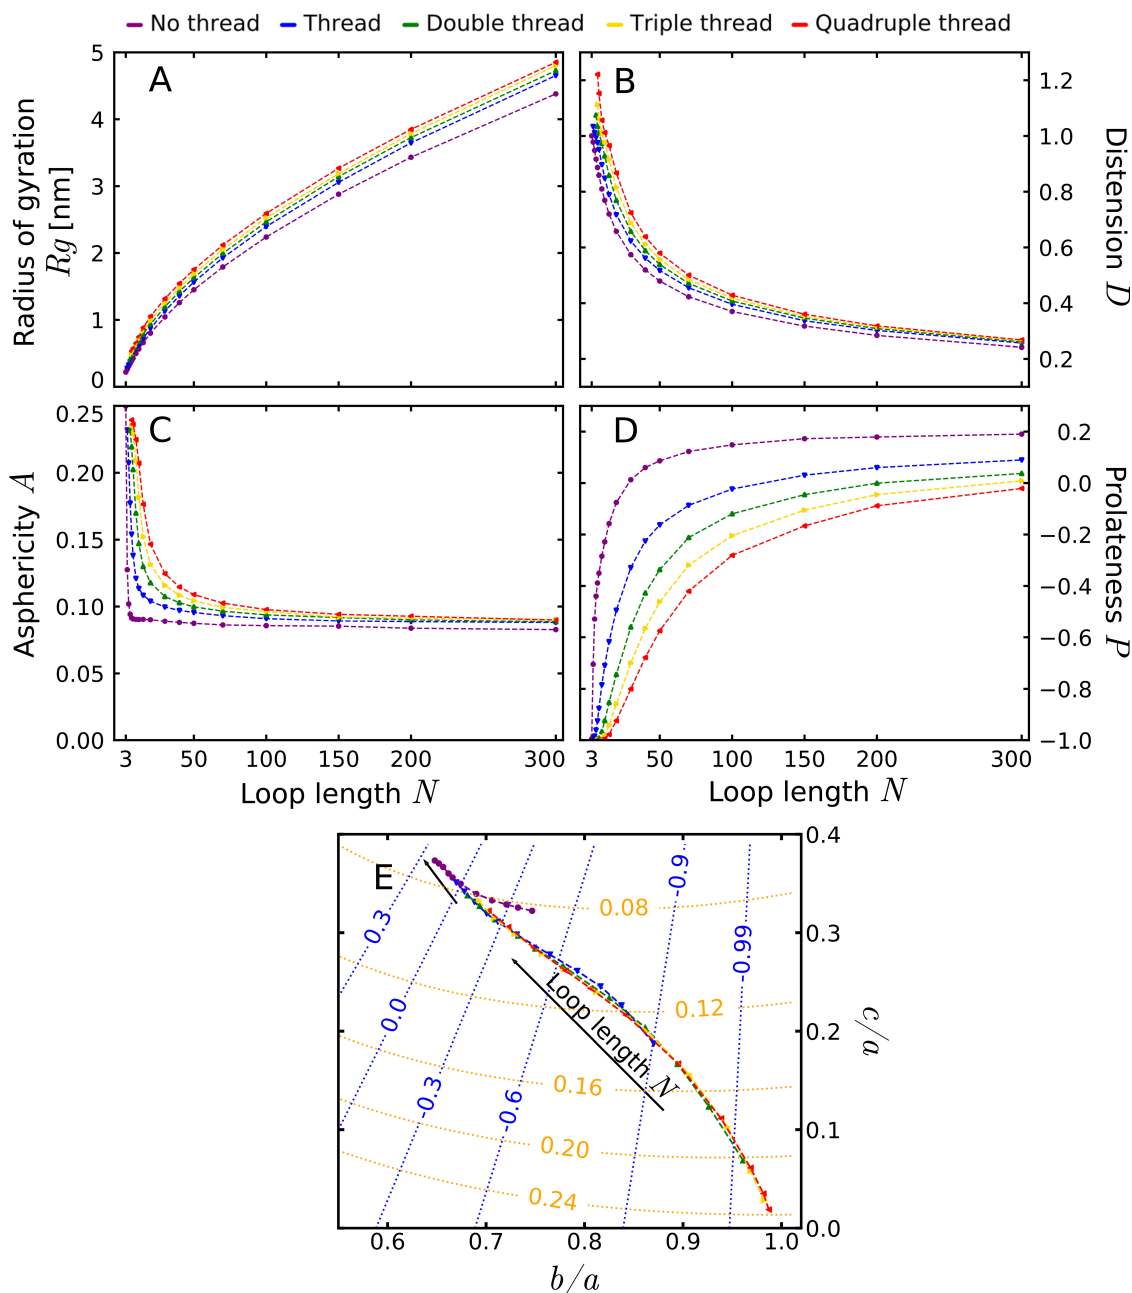 No thread Thread Double thread Triple thread Quadruple thread
A
Radius of gyration
Rg [nm]
5
4
3
2
1
0
B
Distension D
1.2
1.0
0.8
0.6
0.4
0.2
C
Asphericity A
0.25
0.20
0.15
0.10
0.05
0.00
3 50 100 150 200 300
Loop length N
D
Prolateness P
0.2
0.0
−0.2
−0.4
−0.6
−0.8
−1.0
3 50 100 150 200 300
Loop length N
E
0.3
0.0
-0.3
-0.6
-0.9
-0.99
0.08
0.12
0.16
0.20
0.24
Loop length N
0.4
0.3
0.2
0.1
0.0
c/a
0.6 0.7 0.8 0.9 1.0
b/a